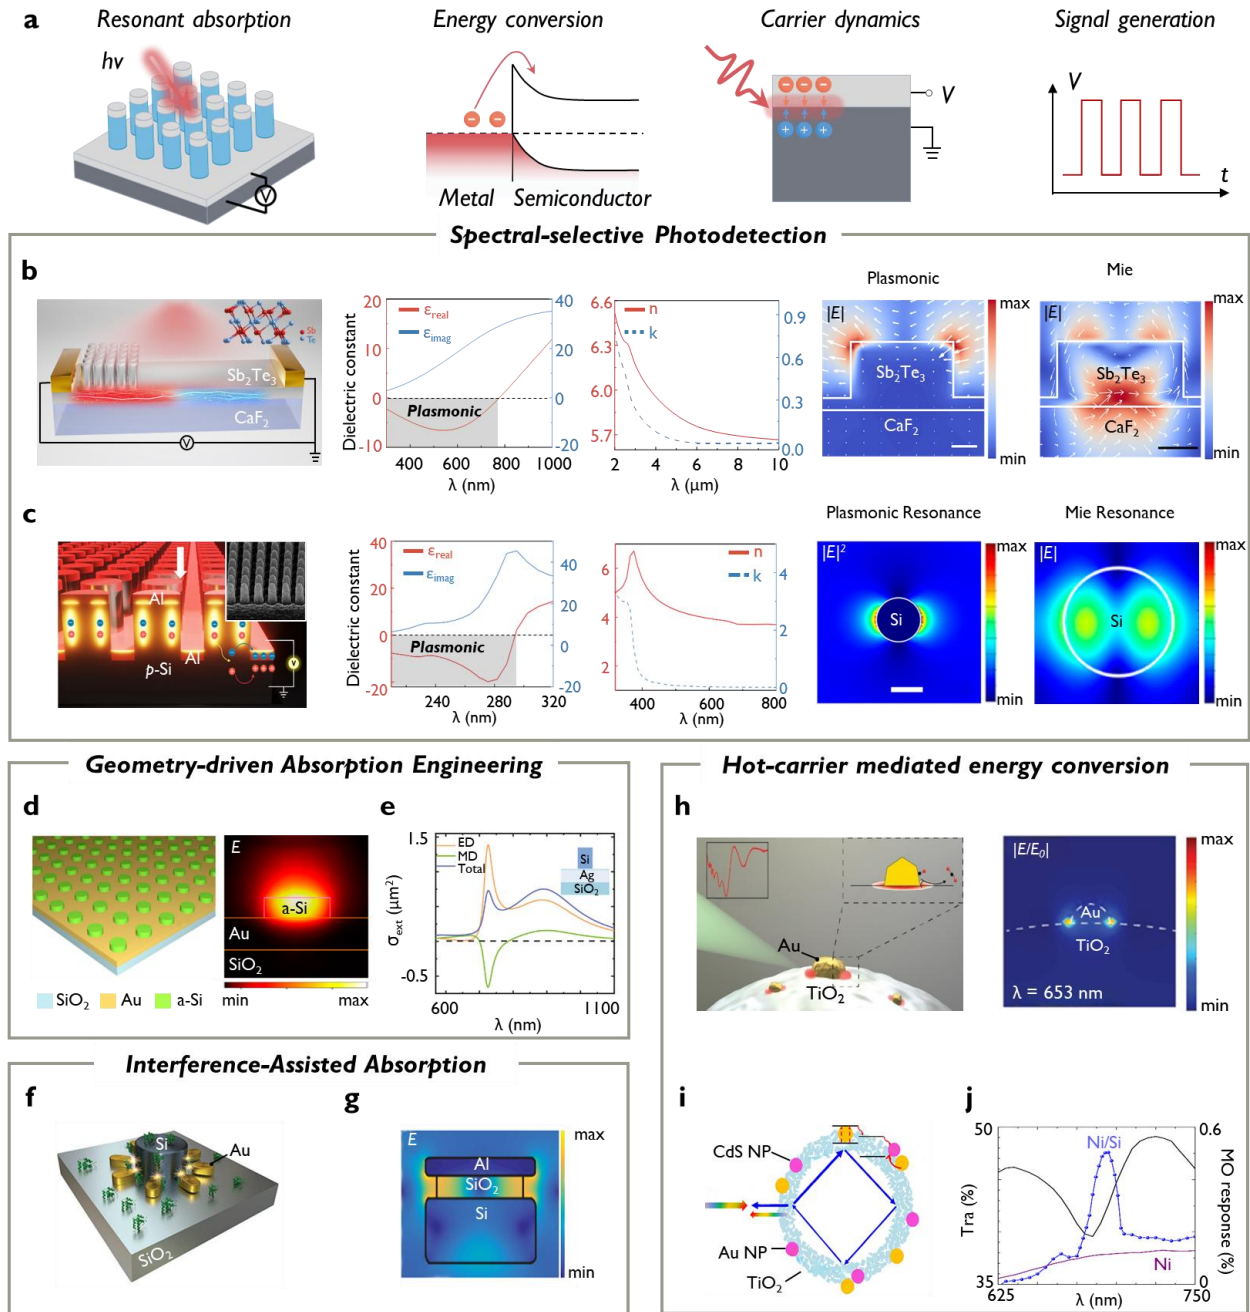 a
Resonant absorption
Energy conversion
Carrier dynamics
Signal generation
hν
V
Metal
Semiconductor
V
V
t
Spectral-selective Photodetection
b
Sb
Te
Sb2Te3
CaF2
V
Dielectric constant
20
10
5
0
-10
40
20
0
-20
εreal
εimag
Plasmonic
400 600 800 1000
λ (nm)
6.6
6.3
6.0
5.7
n
k
0.9
0.6
0.3
0.0
2 4 6 8 10
λ (μm)
Plasmonic
|E|
Sb2Te3
CaF2
max
min
Mie
|E|
Sb2Te3
CaF2
max
min
c
Al
Al
p-Si
V
Dielectric constant
40
20
0
-20
60
40
20
0
-20
εreal
εimag
Plasmonic
240 280 320
λ (nm)
6
4
2
n
k
4
2
0
400 600 800
λ (nm)
Plasmonic Resonance
|E|2
Si
max
min
Mie Resonance
|E|
Si
max
min
Geometry-driven Absorption Engineering
d
SiO2
Au
a-Si
E
a-Si
Au
SiO2
min
max
e
1.5
-0.5
σext (μm2)
ED
MD
Total
Si
Ag
SiO2
600
1100
λ (nm)
Hot-carrier mediated energy conversion
h
Au
TiO2
|E/E0|
Au
TiO2
λ = 653 nm
max
min
Interference-Assisted Absorption
f
Si
Au
SiO2
g
E
Al
SiO2
Si
max
min
i
CdS NP
Au NP
TiO2
j
50
35
Tra (%)
Ni/Si
Ni
0.6
0
MO response (%)
625
λ (nm)
750